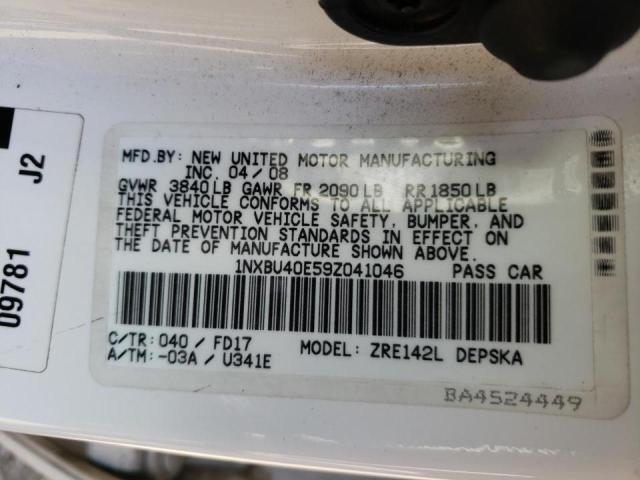 MFD.BY: NEW UNITED MOTOR MANUFACTURING
INC. 04/08
GVWR 3840LB GAWR FR 2090LB RR1850LB
THIS VEHICLE CONFORMS TO ALL APPLICABLE
FEDERAL MOTOR VEHICLE SAFETY, BUMPER, AND
THEFT PREVENTION STANDARDS IN EFFECT ON
THE DATE OF MANUFACTURE SHOWN ABOVE.
1NXBU40E59Z041046 PASS CAR
C/TR: 040 / FD17 MODEL: ZRE142L DEPSKA
A/TM: -03A / U341E
BA4524449
09781 J2